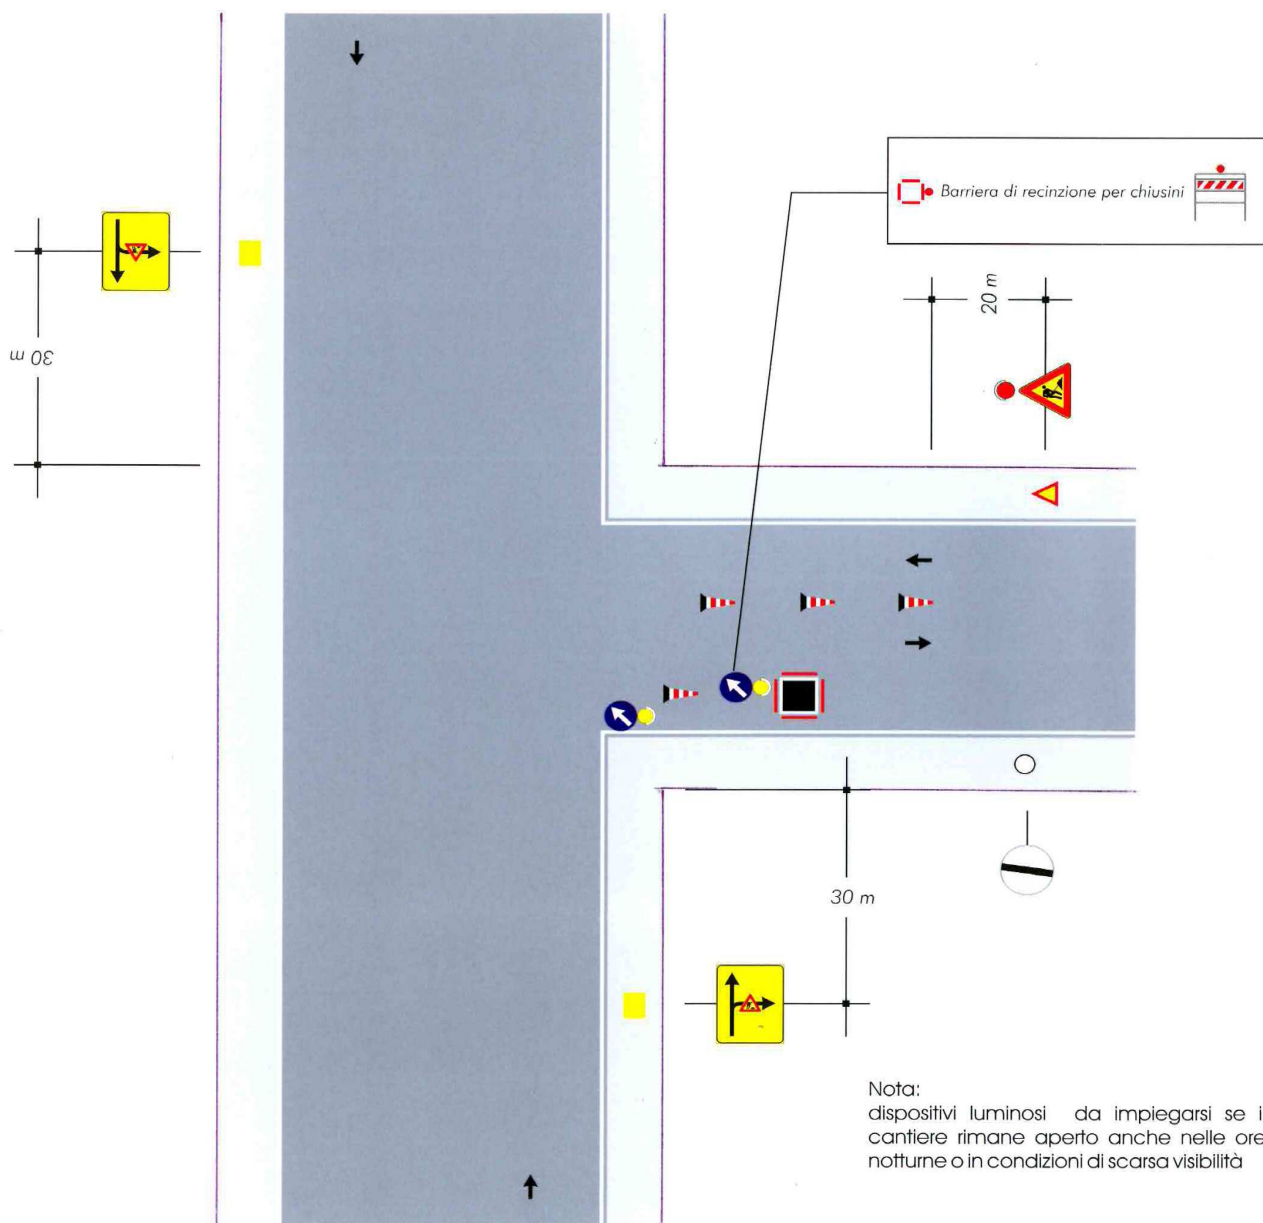 Barriera di recinzione per chiusini
20 m
30 m
30 m
Nota:
dispositivi luminosi da impiegarsi se i
cantiere rimane aperto anche nelle ore
notturne o in condizioni di scarsa visibilità